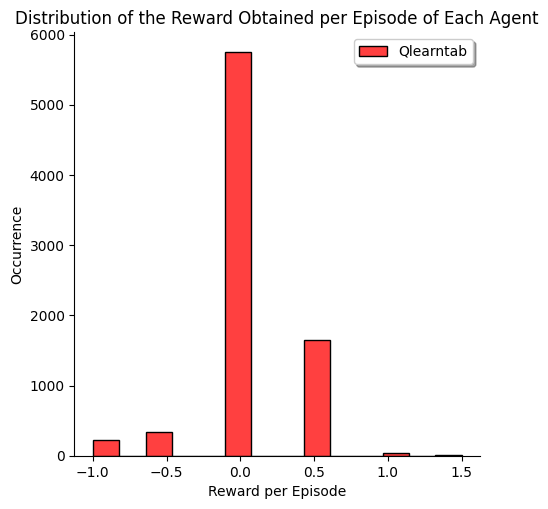 Distribution of the Reward Obtained per Episode of Each Agent
Qlearntab
6000
5000
4000
3000
2000
1000
0
Occurrence
−1.0 −0.5 0.0 0.5 1.0 1.5
Reward per Episode